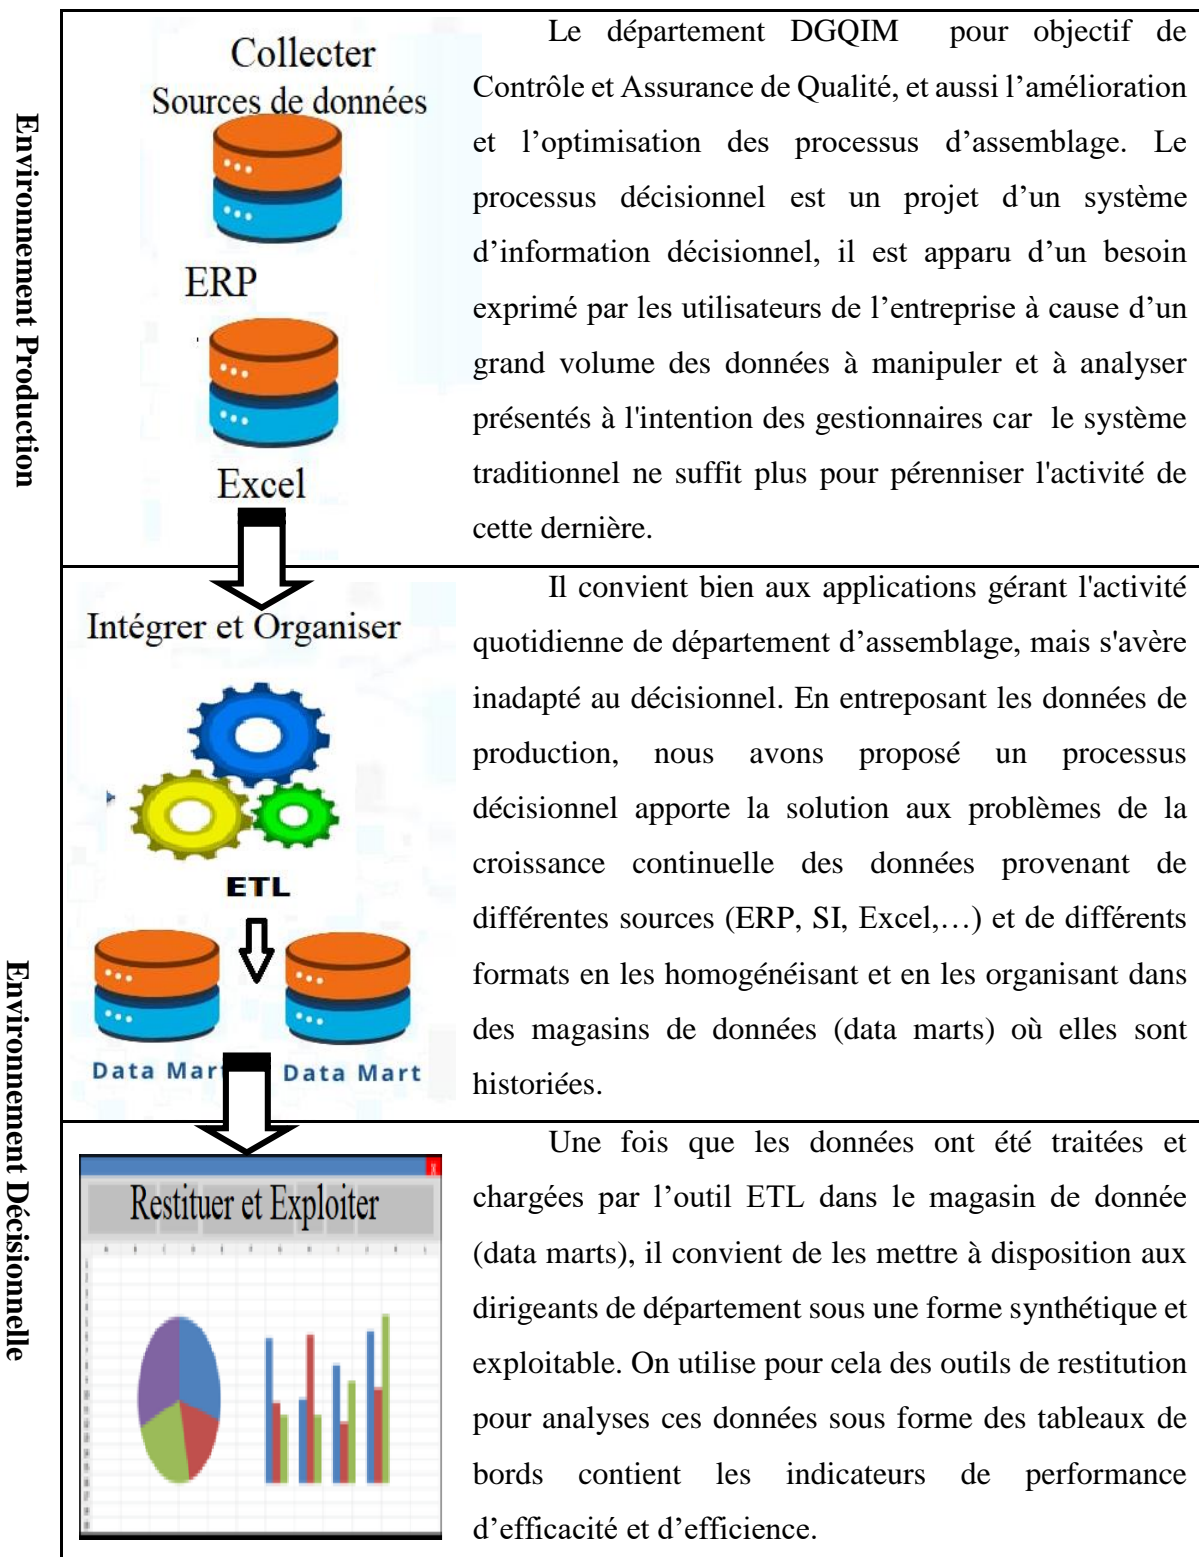 Environnement Production
Collecter
Sources de données
ERP
Excel
Le département DGQIM pour objectif de
Contrôle et Assurance de Qualité, et aussi l’amélioration
et l’optimisation des processus d’assemblage. Le
processus décisionnel est un projet d’un système
d’information décisionnel, il est apparu d’un besoin
exprimé par les utilisateurs de l’entreprise à cause d’un
grand volume des données à manipuler et à analyser
présentés à l'intention des gestionnaires car le système
traditionnel ne suffit plus pour pérenniser l'activité de
cette dernière.
Environnement Décisionnelle
Intégrer et Organiser
ETL
Data Mart
Data Mart
Il convient bien aux applications gérant l'activité
quotidienne de département d’assemblage, mais s'avère
inadapté au décisionnel. En entreposant les données de
production, nous avons proposé un processus
décisionnel apporte la solution aux problèmes de la
croissance continuelle des données provenant de
différentes sources (ERP, SI, Excel,…) et de différents
formats en les homogénéisant et en les organisant dans
des magasins de données (data marts) où elles sont
historiées.
Restituer et Exploiter
Une fois que les données ont été traitées et
chargées par l’outil ETL dans le magasin de donnée
(data marts), il convient de les mettre à disposition aux
dirigeants de département sous une forme synthétique et
exploitable. On utilise pour cela des outils de restitution
pour analyses ces données sous forme des tableaux de
bords contient les indicateurs de performance
d’efficacité et d’efficience.